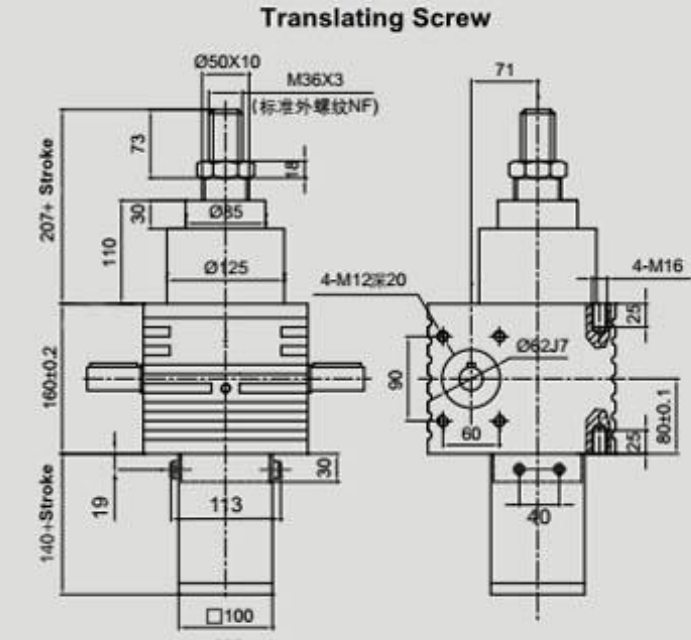 Translating Screw
Ø50X10
M36X3
(标准外螺纹NF)
71
207+ Stroke
73
18
30
Ø85
110
Ø125
4-M12深20
4-M16
25
Ø62J7
160±0.2
90
60
80±0.1
25
30
19
113
40
140+Stroke
□100